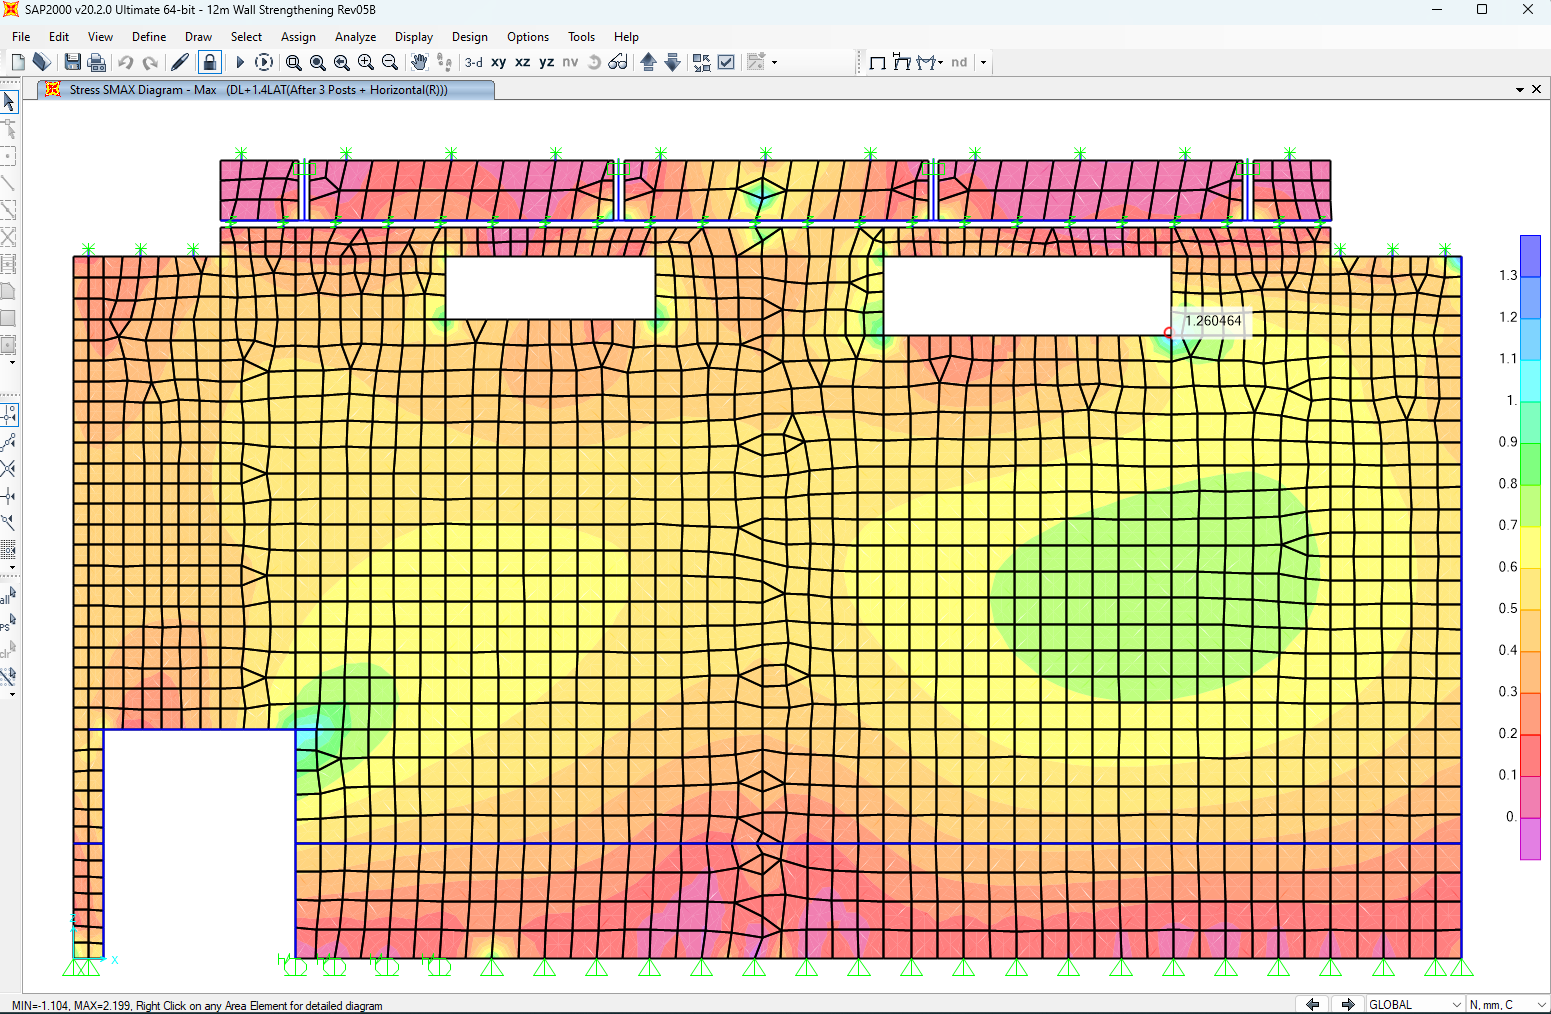 SAP2000 v20.2.0 Ultimate 64-bit - 12m Wall Strengthening Rev05B
File Edit View Define Draw Select Assign Analyze Display Design Options Tools Help
3-d xy xz yz nv nd
Stress SMAX Diagram - Max (DL+1.4LAT(After 3 Posts + Horizontal(R)))
1.260464
1.3
1.2
1.1
1.
0.9
0.8
0.7
0.6
0.5
0.4
0.3
0.2
0.1
0.
all
PS
clr
Z
X
MIN=-1.104, MAX=2.199, Right Click on any Area Element for detailed diagram
GLOBAL
N, mm, C